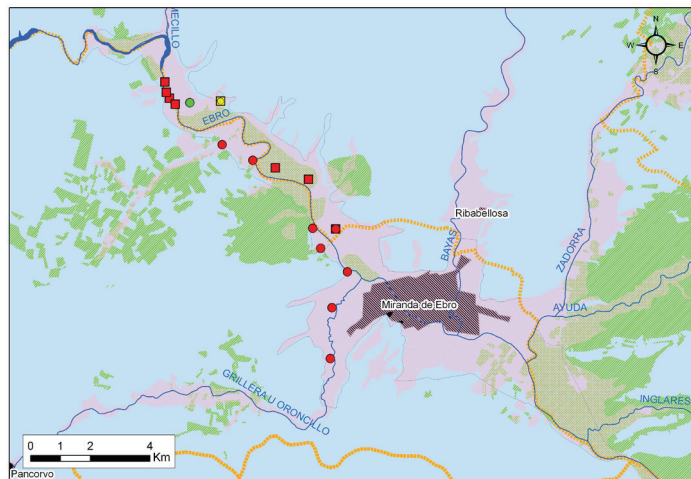 MECILLO
N
W E
S
EBRO
Ribabellosa
BAYAS
ZADORRA
Miranda de Ebro
AYUDA
GRILLERA U ORONCILLO
INGLARES
0 1 2 4
Km
Pancorvo